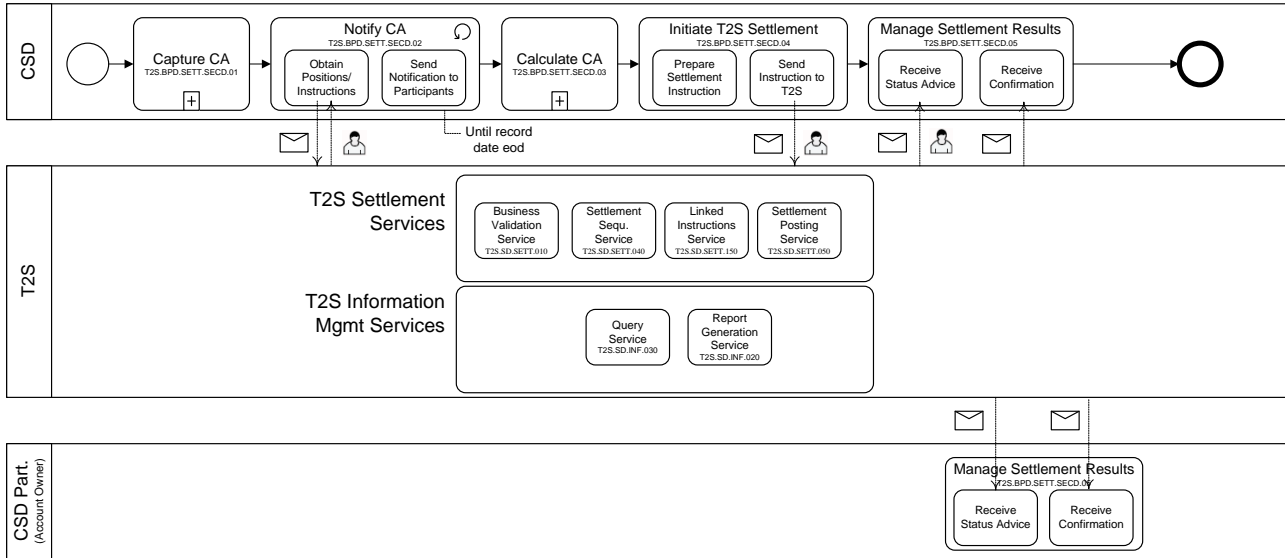 CSD
Capture CA
T2S.BPD.SETT.SECD.01
Notify CA
T2S.BPD.SETT.SECD.02
Obtain
Positions/
Instructions
Send
Notification to
Participants
Calculate CA
T2S.BPD.SETT.SECD.03
Initiate T2S Settlement
T2S.BPD.SETT.SECD.04
Prepare
Settlement
Instruction
Send
Instruction to
T2S
Manage Settlement Results
T2S.BPD.SETT.SECD.05
Receive
Status Advice
Receive
Confirmation
Until record
date eod
T2S
T2S Settlement
Services
Business
Validation
Service
T2S.SD.SETT.010
Settlement
Sequ.
Service
T2S.SD.SETT.040
Linked
Instructions
Service
T2S.SD.SETT.150
Settlement
Posting
Service
T2S.SD.SETT.050
T2S Information
Mgmt Services
Query
Service
T2S.SD.INF.030
Report
Generation
Service
T2S.SD.INF.020
CSD Part.
(Account Owner)
Manage Settlement Results
T2S.BPD.SETT.SECD.06
Receive
Status Advice
Receive
Confirmation